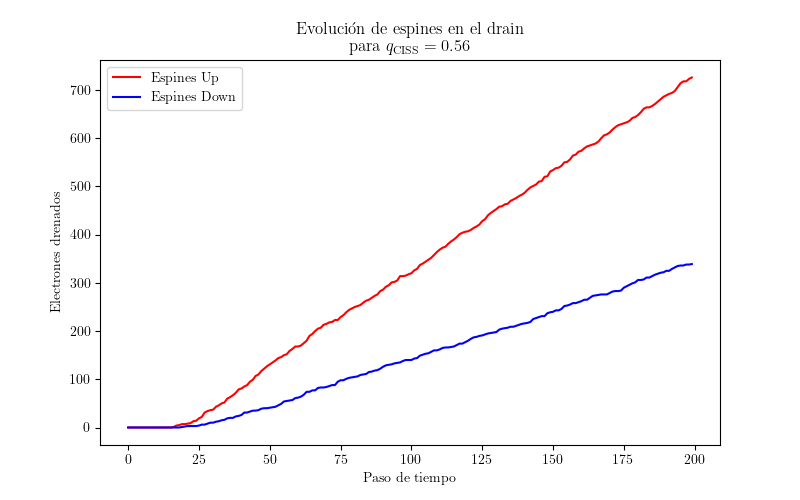 Evolución de espines en el drain
para q_CISS = 0.56
Espines Up
Espines Down
Electrones drenados
700
600
500
400
300
200
100
0
0 25 50 75 100 125 150 175 200
Paso de tiempo